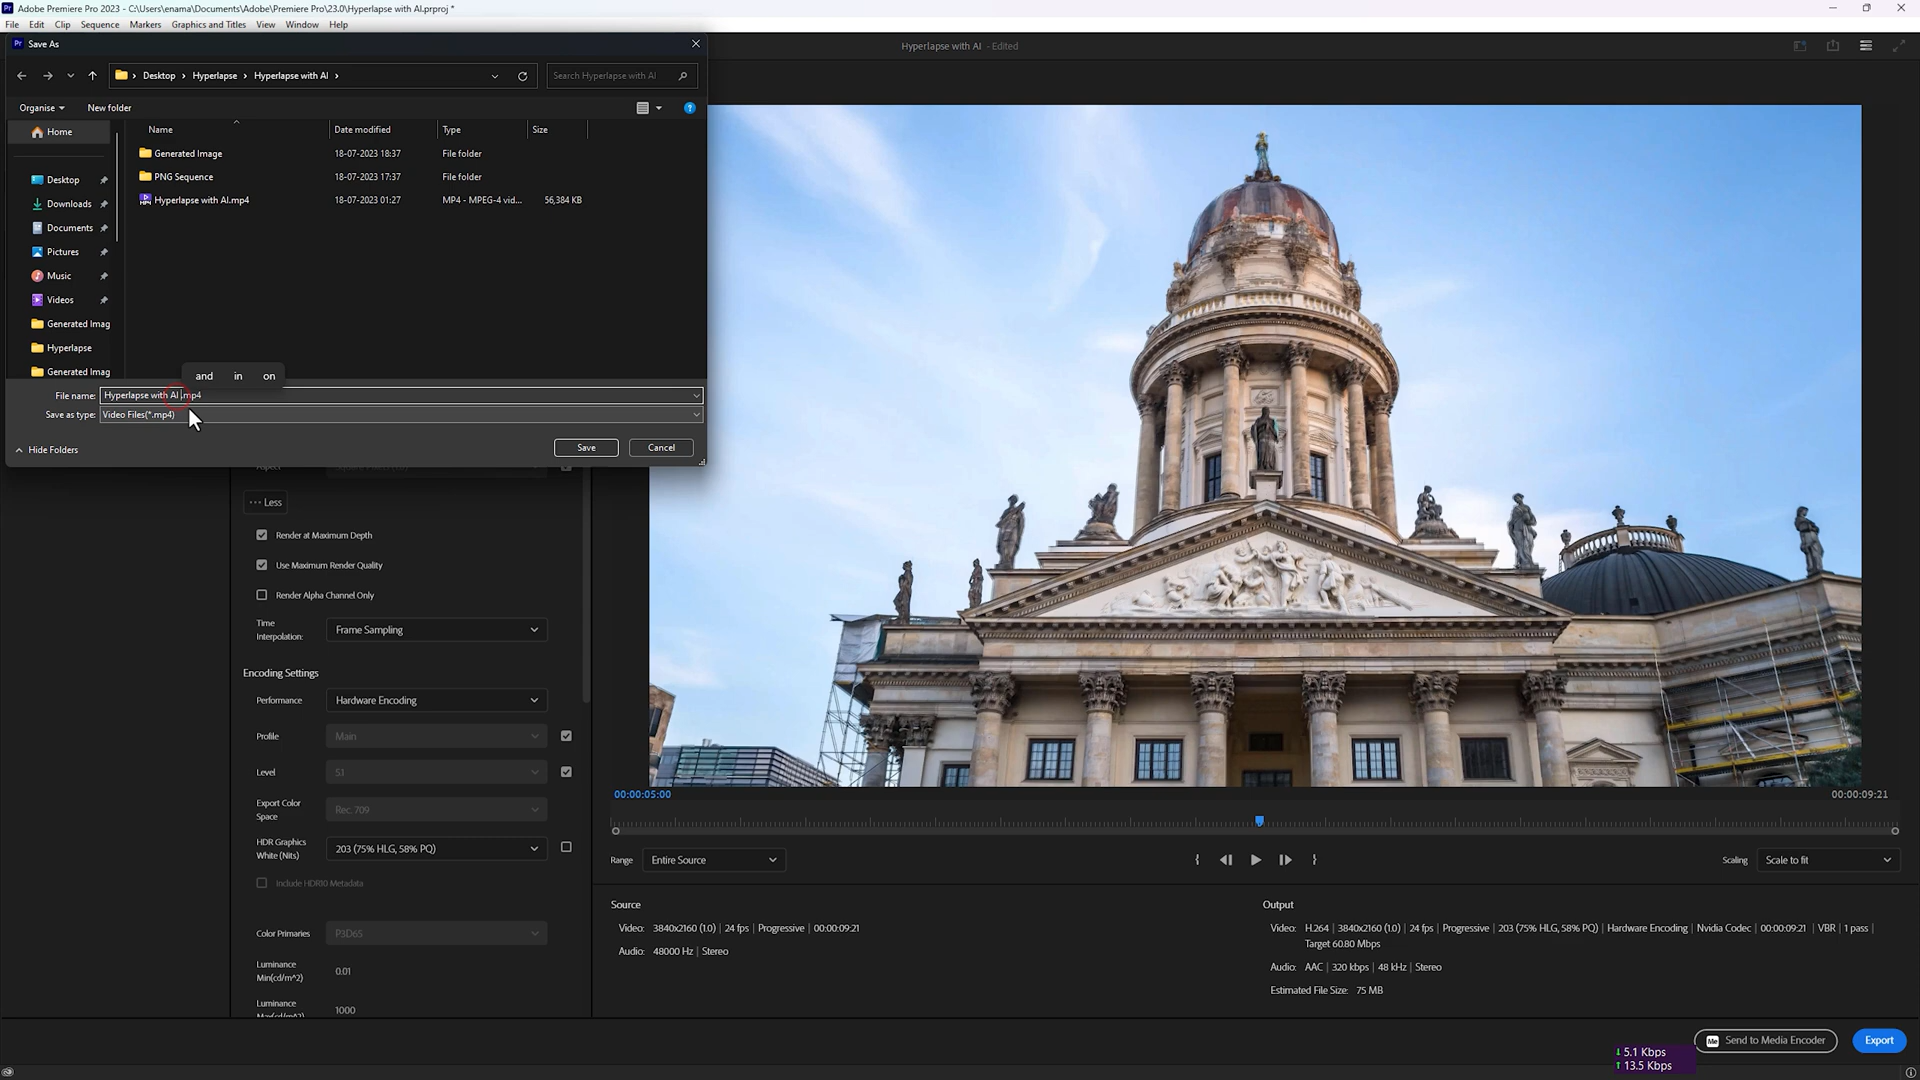 Adobe Premiere Pro 2023 - C:\Users\enama\Documents\Adobe\Premiere Pro\23.0\Hyperlapse with AI.prproj *
File Edit Clip Sequence Markers Graphics and Titles View Window Help
Pr Save As
Hyperlapse with AI - Edited
Desktop > Hyperlapse > Hyperlapse with AI >
Search Hyperlapse with AI
Organise New folder
Home
Name Date modified Type Size
Generated Image 18-07-2023 18:37 File folder
PNG Sequence 18-07-2023 17:37 File folder
Hyperlapse with AI.mp4 18-07-2023 01:27 MP4 - MPEG-4 vid... 56,384 KB
Desktop
Downloads
Documents
Pictures
Music
Videos
Generated Imag
Hyperlapse
Generated Imag
and in on
File name: Hyperlapse with AI .mp4
Save as type: Video Files(*.mp4)
Hide Folders
Save Cancel
Less
Render at Maximum Depth
Use Maximum Render Quality
Render Alpha Channel Only
Time
Interpolation:
Frame Sampling
Encoding Settings
Performance Hardware Encoding
Profile Main
Level 5.1
Export Color
Space
Rec. 709
HDR Graphics
White (Nits)
203 (75% HLG, 58% PQ)
Include HDR10 Metadata
Color Primaries P3D65
Luminance
Min(cd/m^2)
0.01
Luminance
Max(cd/m^2)
1000
00:00:05:00 00:00:09:21
Range Entire Source
Scaling Scale to fit
Source
Video: 3840x2160 (1.0) | 24 fps | Progressive | 00:00:09:21
Audio: 48000 Hz | Stereo
Output
Video: H.264 | 3840x2160 (1.0) | 24 fps | Progressive | 203 (75% HLG, 58% PQ) | Hardware Encoding | Nvidia Codec | 00:00:09:21 | VBR | 1 pass |
Target 60.80 Mbps
Audio: AAC | 320 kbps | 48 kHz | Stereo
Estimated File Size: 75 MB
Me Send to Media Encoder
Export
↓ 5.1 Kbps
↑ 13.5 Kbps